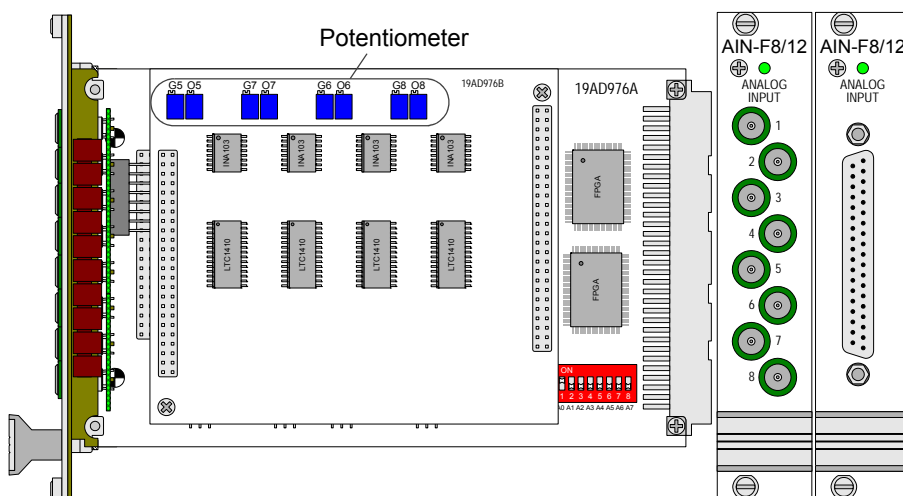 Potentiometer
G5 O5 G7 O7 G6 O6 G8 O8
19AD976B
19AD976A
INA103 INA103 INA103 INA103
LTC1410 LTC1410 LTC1410 LTC1410
FPGA
FPGA
ON
1 2 3 4 5 6 7 8
A0 A1 A2 A3 A4 A5 A6 A7
AIN-F8/12
ANALOG
INPUT
1
2
3
4
5
6
7
8
AIN-F8/12
ANALOG
INPUT